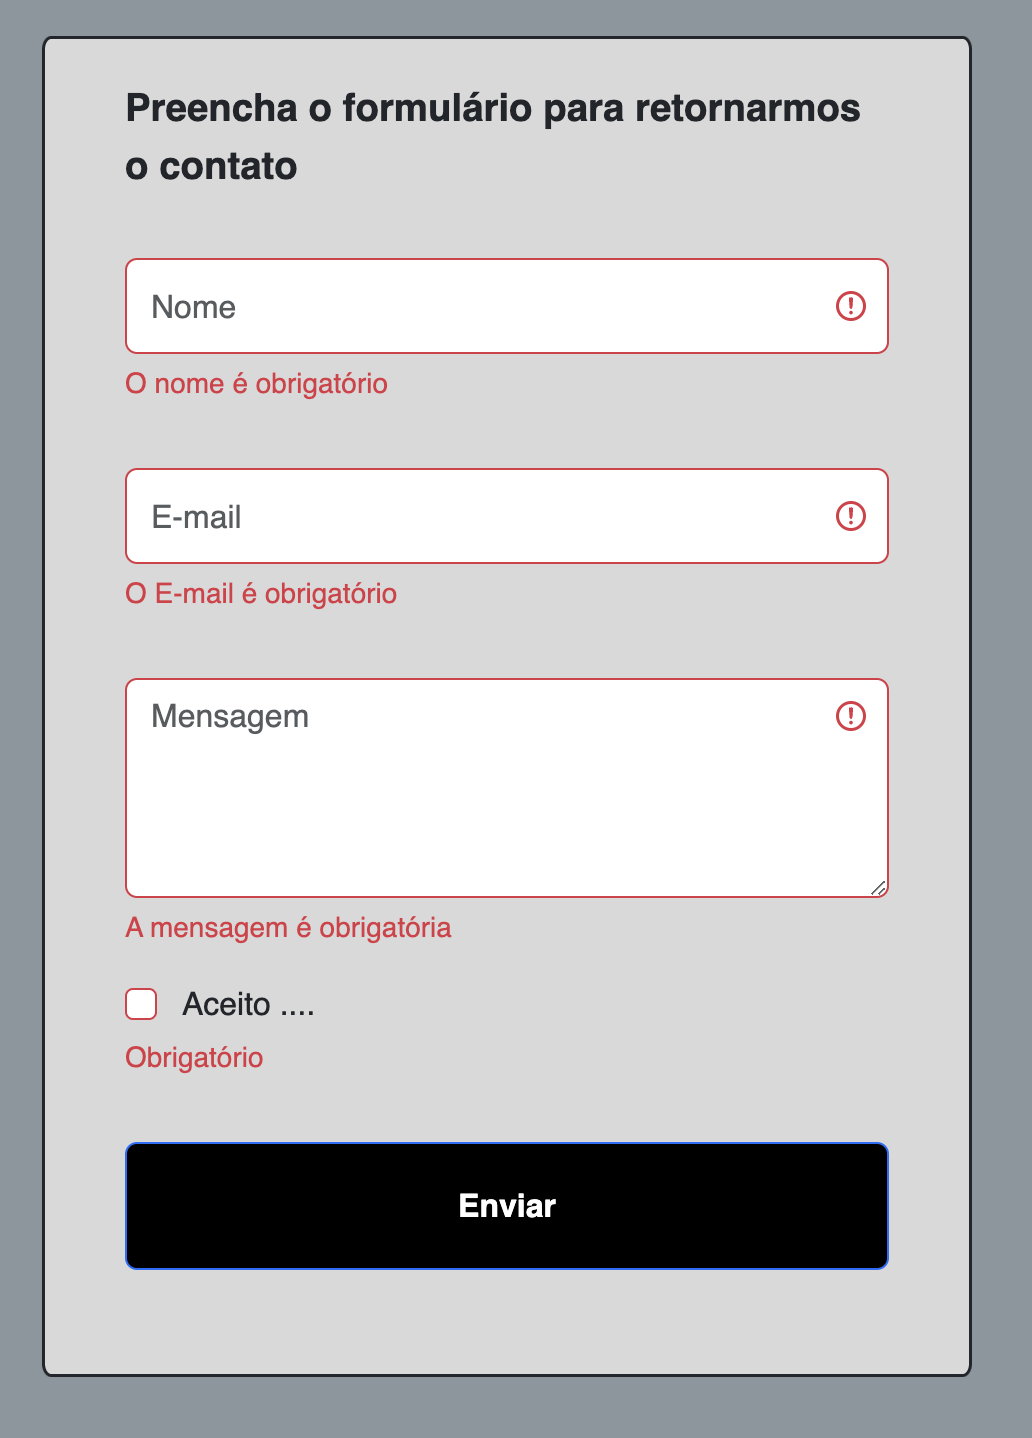 Preencha o formulário para retornarmos
o contato
Nome
O nome é obrigatório
E-mail
O E-mail é obrigatório
Mensagem
A mensagem é obrigatória
Aceito ....
Obrigatório
Enviar